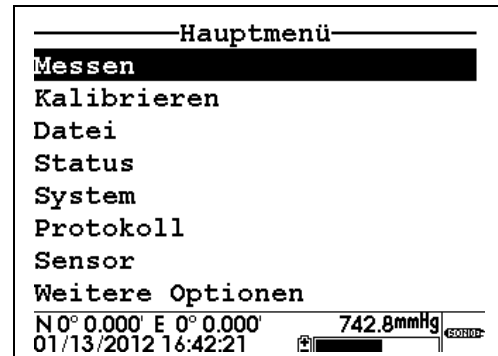 Hauptmenü
Messen
Kalibrieren
Datei
Status
System
Protokoll
Sensor
Weitere Optionen
N 0° 0.000' E 0° 0.000' 742.8mmHg
01/13/2012 16:42:21